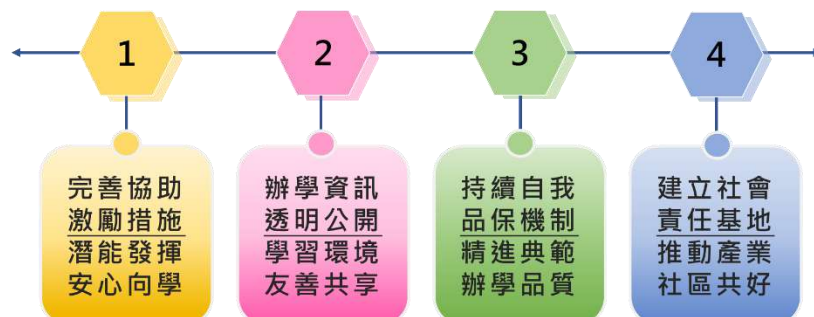 1
2
3
4
完善協助
激勵措施
潛能發揮
安心向學
辦學資訊
透明公開
學習環境
友善共享
持續自我
品保機制
精進典範
辦學品質
建立社會
責任基地
推動產業
社區共好